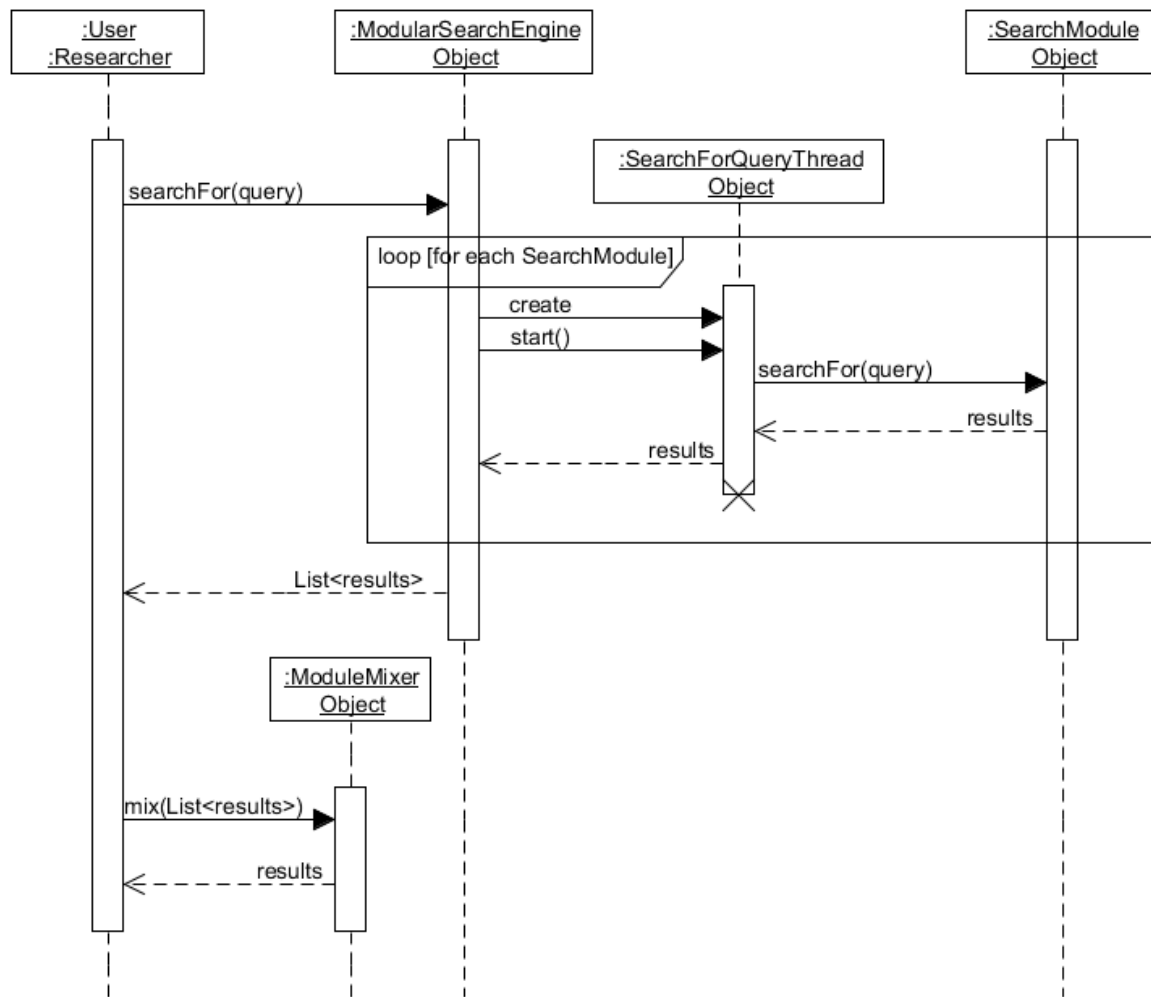 :User
:Researcher
:ModularSearchEngine
Object
:SearchModule
Object
:SearchForQueryThread
Object
searchFor(query)
loop [for each SearchModule]
create
start()
searchFor(query)
results
results
List<results>
:ModuleMixer
Object
mix(List<results>)
results